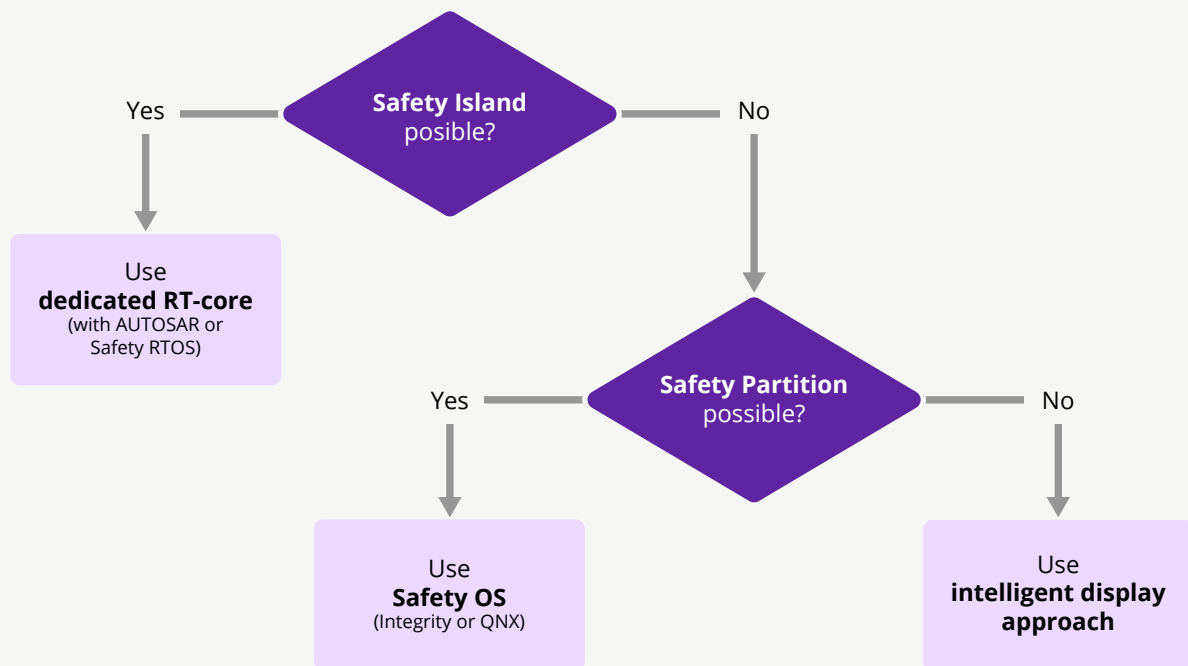 Safety Island
posible?
Yes
No
Use
dedicated RT-core
(with AUTOSAR or
Safety RTOS)
Safety Partition
possible?
Yes
No
Use
Safety OS
(Integrity or QNX)
Use
intelligent display
approach